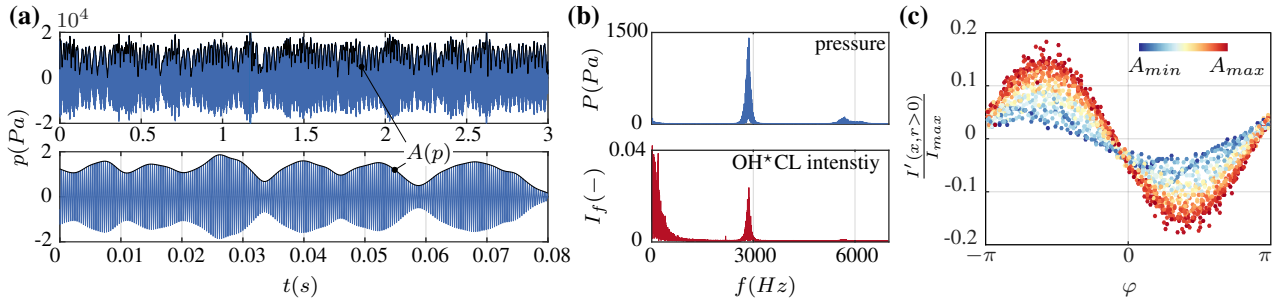 (a)
10⁴
2
0
-2
0 0.5 1 1.5 2 2.5 3
p(Pa)
A(p)
2
0
-2
0 0.01 0.02 0.03 0.04 0.05 0.06 0.07 0.08
t(s)
(b)
1500
pressure
P(Pa)
0
0.04
OH*CL intenstiy
I_f(−)
0
0 3000 6000
f(Hz)
(c)
0.2
A_min A_max
0.1
I′(x,r>0)
I_max
0
-0.1
-0.2
−π 0 π
φ